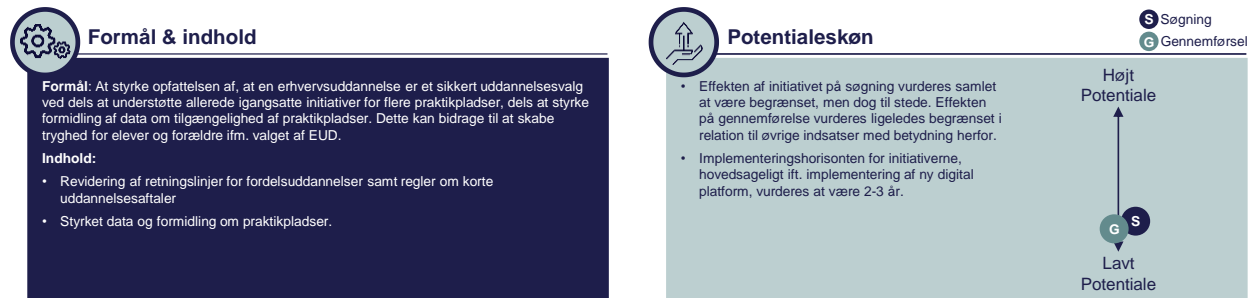 Formål & indhold
Formål: At styrke opfattelsen af, at en erhvervsuddannelse er et sikkert uddannelsesvalg
ved dels at understøtte allerede igangsatte initiativer for flere praktikpladser, dels at styrke
formidling af data om tilgængelighed af praktikpladser. Dette kan bidrage til at skabe
tryghed for elever og forældre ifm. valget af EUD.
Indhold:
• Revidering af retningslinjer for fordelsuddannelser samt regler om korte
uddannelsesaftaler
• Styrket data og formidling om praktikpladser.
Potentialeskøn
S Søgning
G Gennemførsel
• Effekten af initiativet på søgning vurderes samlet
at være begrænset, men dog til stede. Effekten
på gennemførelse vurderes ligeledes begrænset i
relation til øvrige indsatser med betydning herfor.
• Implementeringshorisonten for initiativerne,
hovedsageligt ift. implementering af ny digital
platform, vurderes at være 2-3 år.
Højt
Potentiale
S
G
Lavt
Potentiale